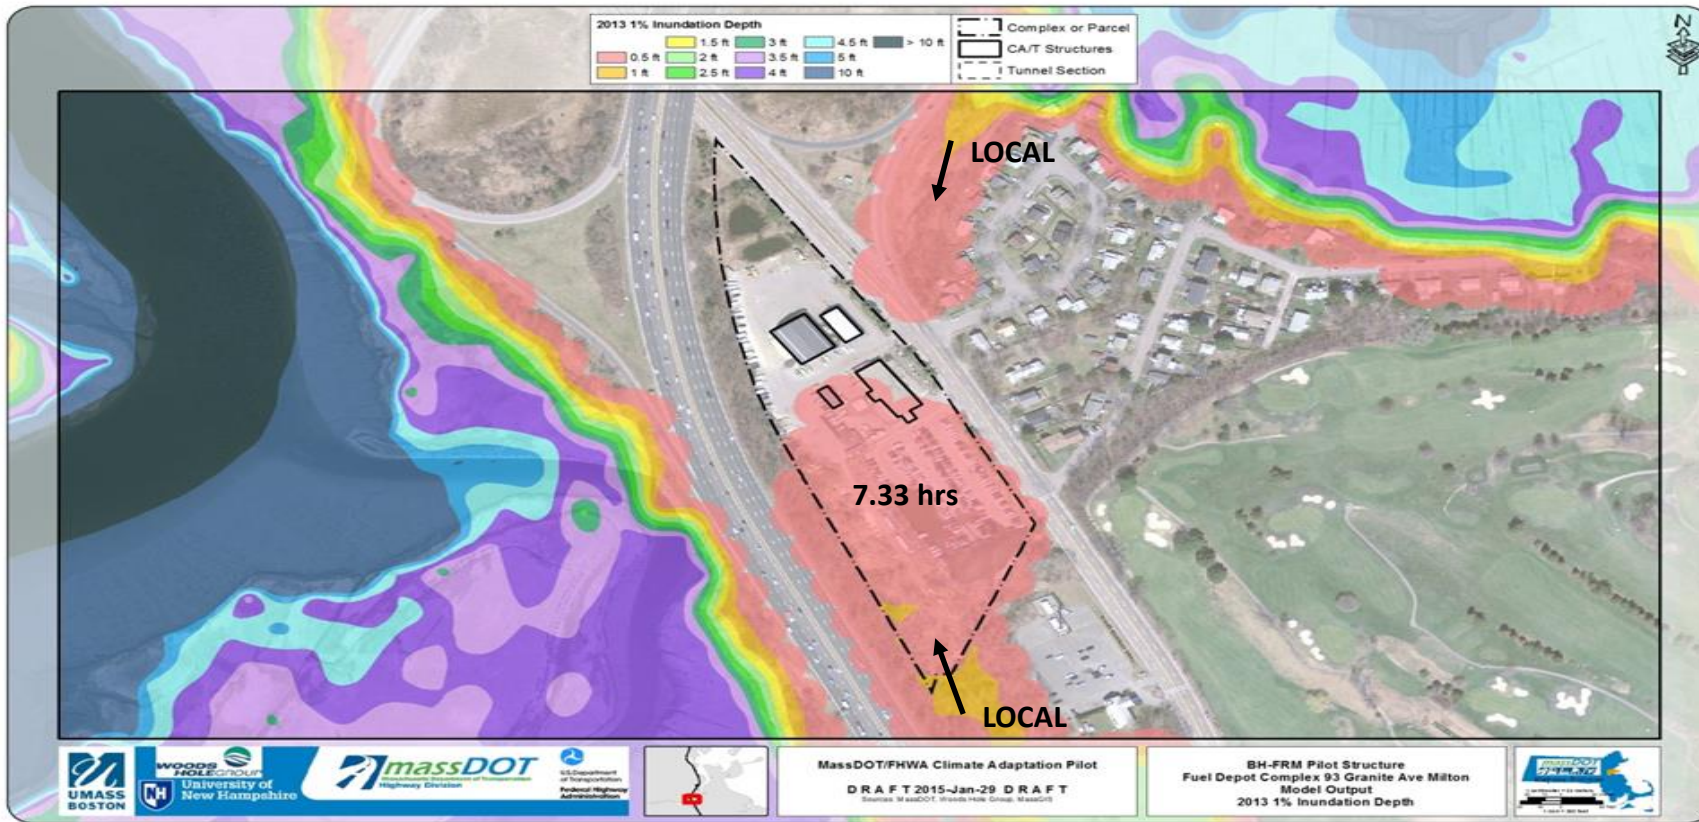 2013 1% Inundation Depth
1.5 ft 3 ft 4.5 ft > 10 ft
0.5 ft 2 ft 3.5 ft 5 ft
1 ft 2.5 ft 4 ft 10 ft
Complex or Parcel
CA/T Structures
Tunnel Section
N
LOCAL
7.33 hrs
LOCAL
UMASS
BOSTON
WOODS
HOLE GROUP
University of
New Hampshire
NH
massDOT
Massachusetts Department of Transportation
Highway Division
U.S. Department
of Transportation
Federal Highway
Administration
MassDOT/FHWA Climate Adaptation Pilot
D R A F T 2015-Jan-29 D R A F T
Sources: MassDOT, Woods Hole Group, MassGIS
BH-FRM Pilot Structure
Fuel Depot Complex 93 Granite Ave Milton
Model Output
2013 1% Inundation Depth
massDOT